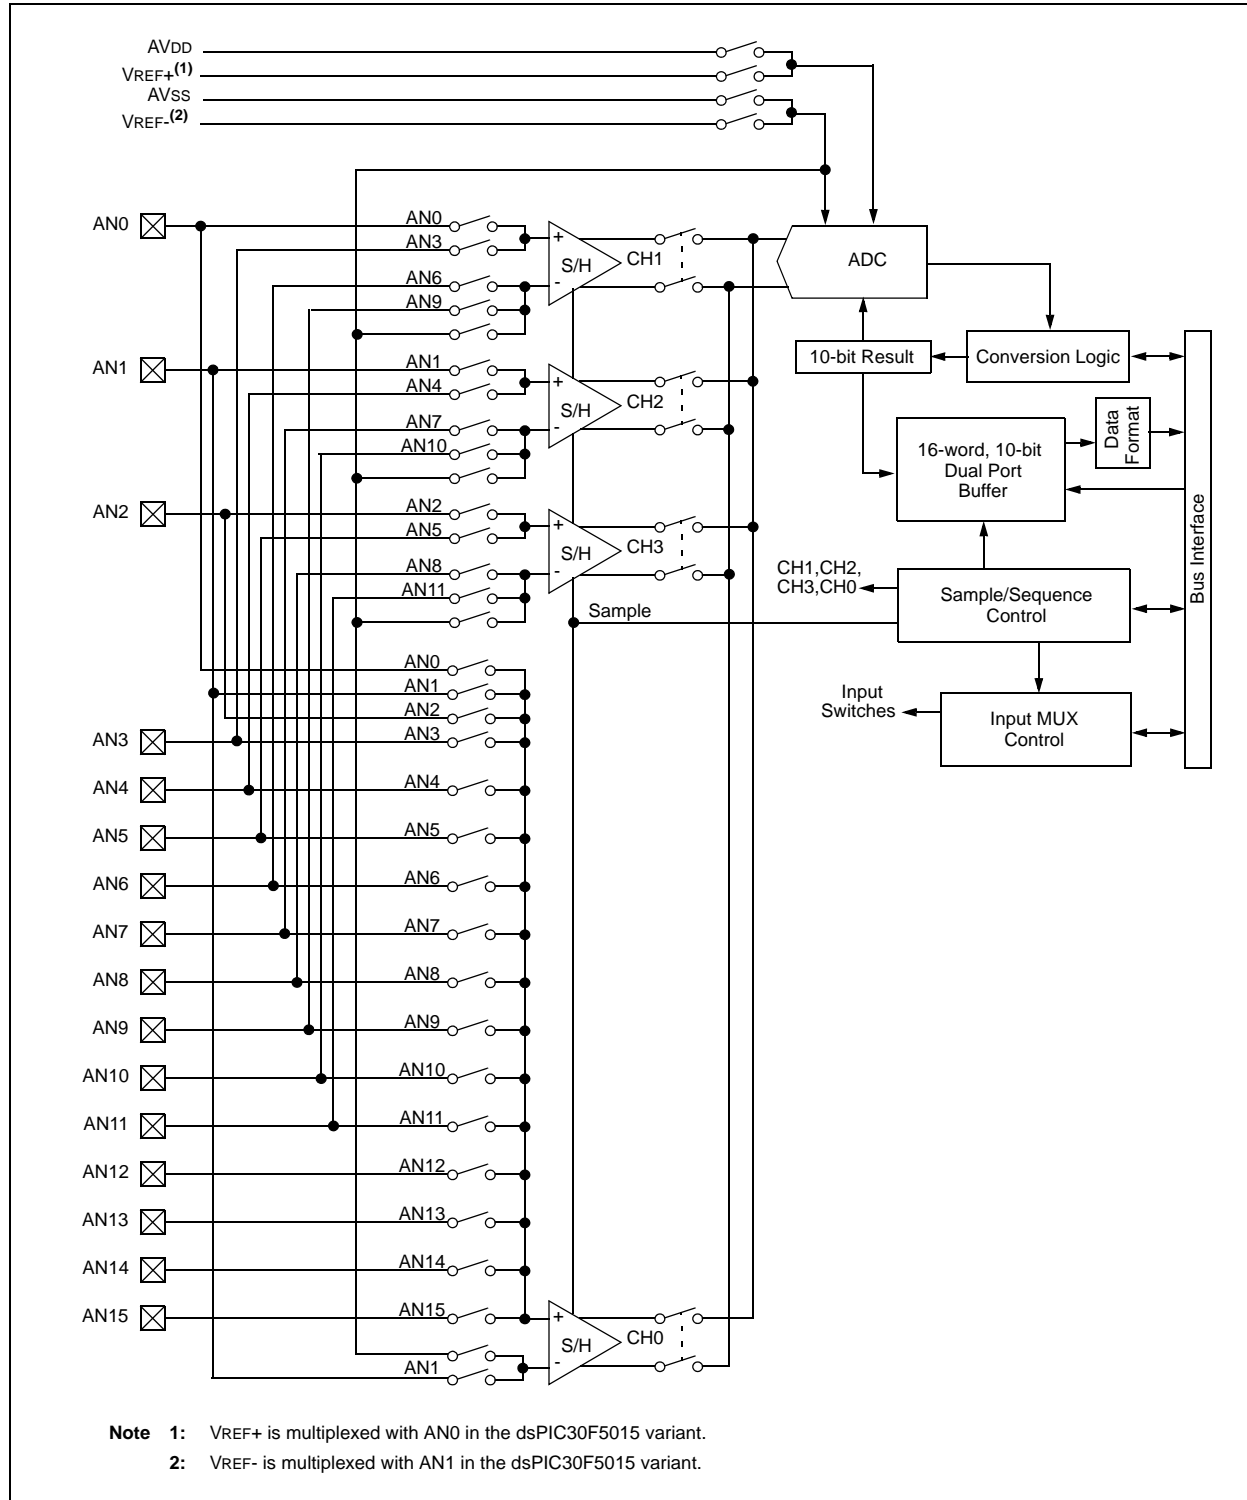 AVDD
VREF+(1)
AVSS
VREF-(2)
AN0
AN0
AN3
+
S/H
-
CH1
ADC
AN6
AN9
10-bit Result
Conversion Logic
AN1
AN1
AN4
+
S/H
-
CH2
AN7
AN10
16-word, 10-bit
Dual Port
Buffer
Data
Format
Bus Interface
AN2
AN2
AN5
+
S/H
-
CH3
AN8
AN11
CH1,CH2,
CH3,CH0
Sample/Sequence
Control
Sample
AN0
AN1
AN2
AN3
AN3
Input
Switches
Input MUX
Control
AN4
AN4
AN5
AN5
AN6
AN6
AN7
AN7
AN8
AN8
AN9
AN9
AN10
AN10
AN11
AN11
AN12
AN12
AN13
AN13
AN14
AN14
AN15
AN15
+
S/H
-
CH0
AN1
Note 1: VREF+ is multiplexed with AN0 in the dsPIC30F5015 variant.
2: VREF- is multiplexed with AN1 in the dsPIC30F5015 variant.